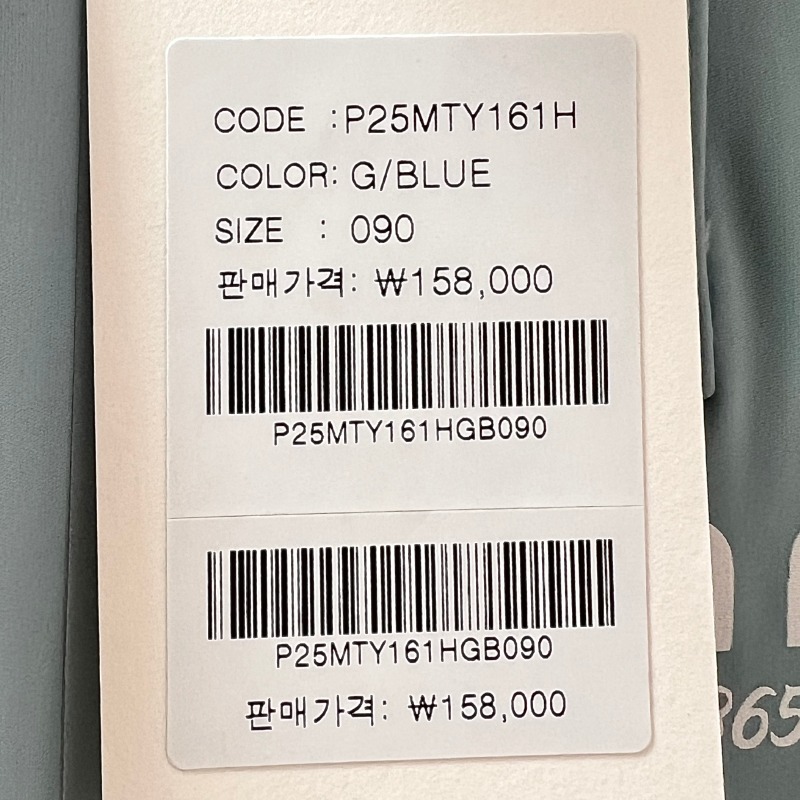 CODE :P25MTY161H
COLOR: G/BLUE
SIZE : 090
판매가격: ₩158,000
P25MTY161HGB090
P25MTY161HGB090
판매가격: ₩158,000
365